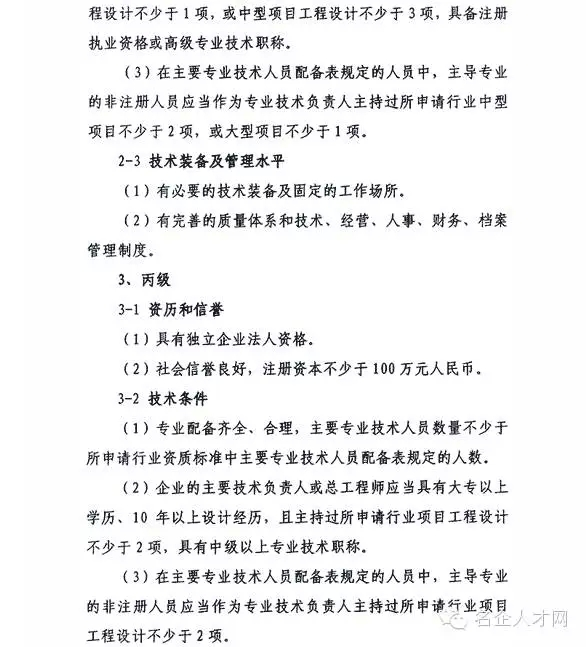 程设计不少于1项，或中型项目工程设计不少于3项，具备注册
执业资格或高级专业技术职称。
（3）在主要专业技术人员配备表规定的人员中，主导专业
的非注册人员应当作为专业技术负责人主持过所申请行业中型
项目不少于2项，或大型项目不少于1项。
2-3 技术装备及管理水平
（1）有必要的技术装备及固定的工作场所。
（2）有完善的质量体系和技术、经营、人事、财务、档案
管理制度。
3、丙级
3-1 资历和信誉
（1）具有独立企业法人资格。
（2）社会信誉良好，注册资本不少于100万元人民币。
3-2 技术条件
（1）专业配备齐全、合理，主要专业技术人员数量不少于
所申请行业资质标准中主要专业技术人员配备表规定的人数。
（2）企业的主要技术负责人或总工程师应当具有大专以上
学历、10年以上设计经历，且主持过所申请行业项目工程设计
不少于2项，具有中级以上专业技术职称。
（3）在主要专业技术人员配备表规定的人员中，主导专业
的非注册人员应当作为专业技术负责人主持过所申请行业项目
工程设计不少于2项。
名企人才网